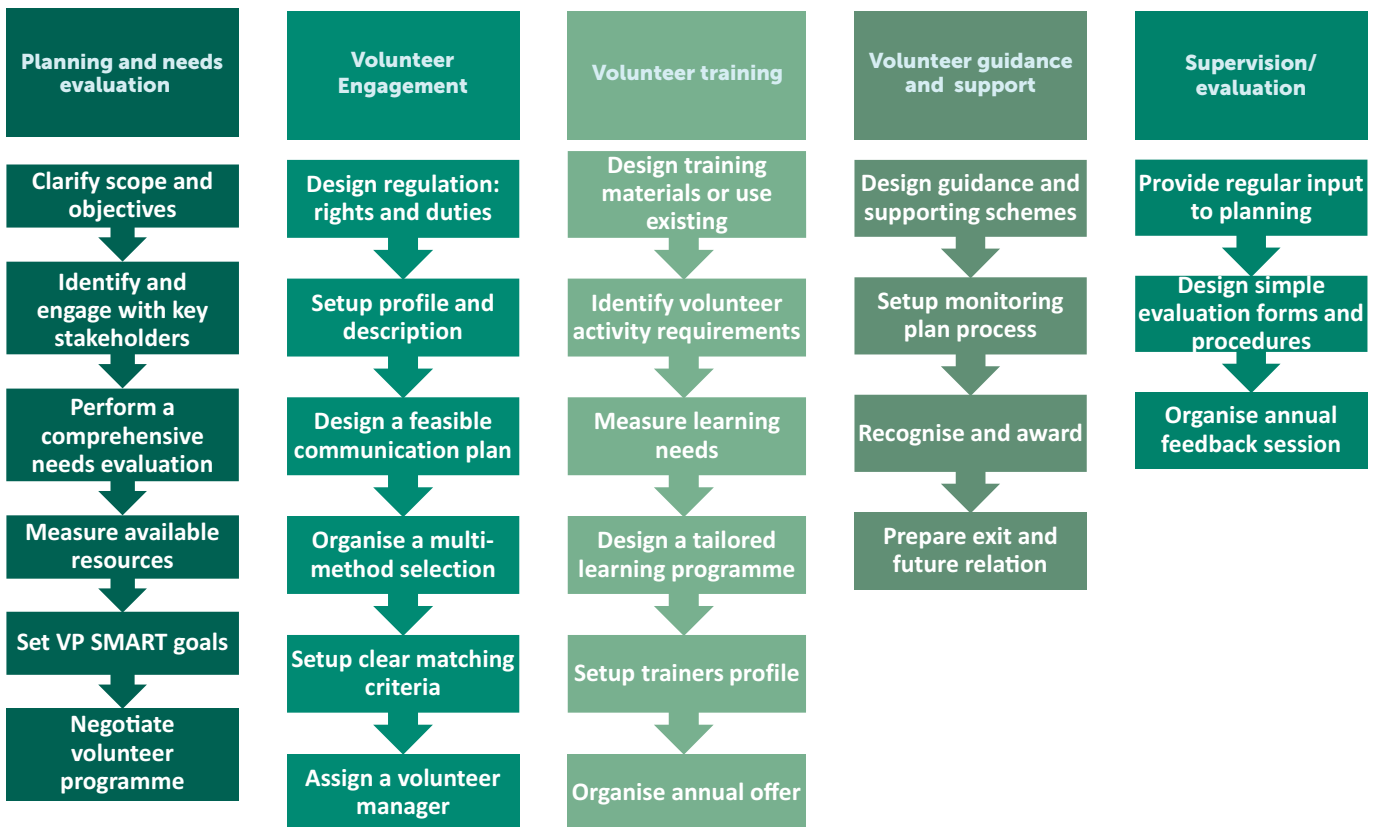 Planning and needs
evaluation
Clarify scope and
objectives
Identify and
engage with key
stakeholders
Perform a
comprehensive
needs evaluation
Measure available
resources
Set VP SMART goals
Negotiate
volunteer
programme
Volunteer
Engagement
Design regulation:
rights and duties
Setup profile and
description
Design a feasible
communication plan
Organise a multi-
method selection
Setup clear matching
criteria
Assign a volunteer
manager
Volunteer training
Design training
materials or use
existing
Identify volunteer
activity requirements
Measure learning
needs
Design a tailored
learning programme
Setup trainers profile
Organise annual offer
Volunteer guidance
and support
Design guidance and
supporting schemes
Setup monitoring
plan process
Recognise and award
Prepare exit and
future relation
Supervision/
evaluation
Provide regular input
to planning
Design simple
evaluation forms and
procedures
Organise annual
feedback session